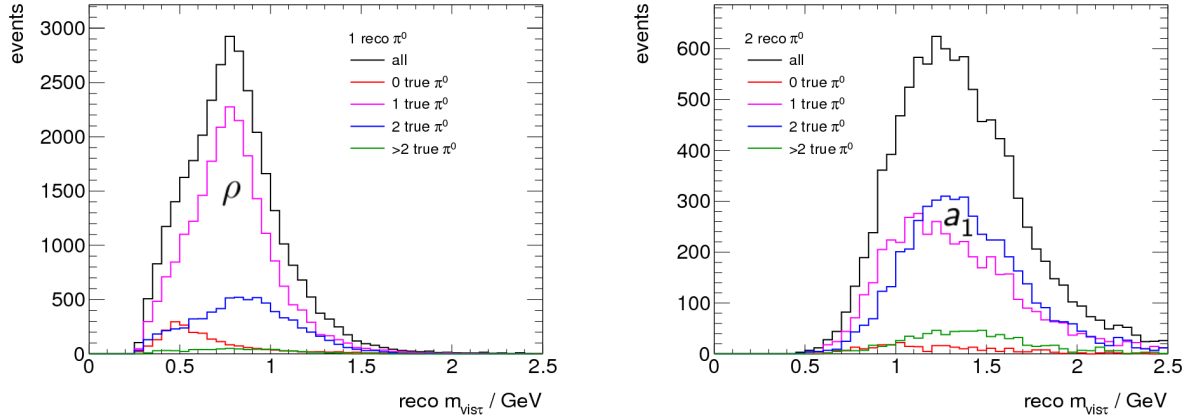 events
3000
2500
2000
1500
1000
500
0
1 reco π⁰
all
0 true π⁰
1 true π⁰
2 true π⁰
>2 true π⁰
ρ
0 0.5 1 1.5 2 2.5
reco m_visτ / GeV
events
600
500
400
300
200
100
0
2 reco π⁰
all
0 true π⁰
1 true π⁰
2 true π⁰
>2 true π⁰
a₁
0 0.5 1 1.5 2 2.5
reco m_visτ / GeV